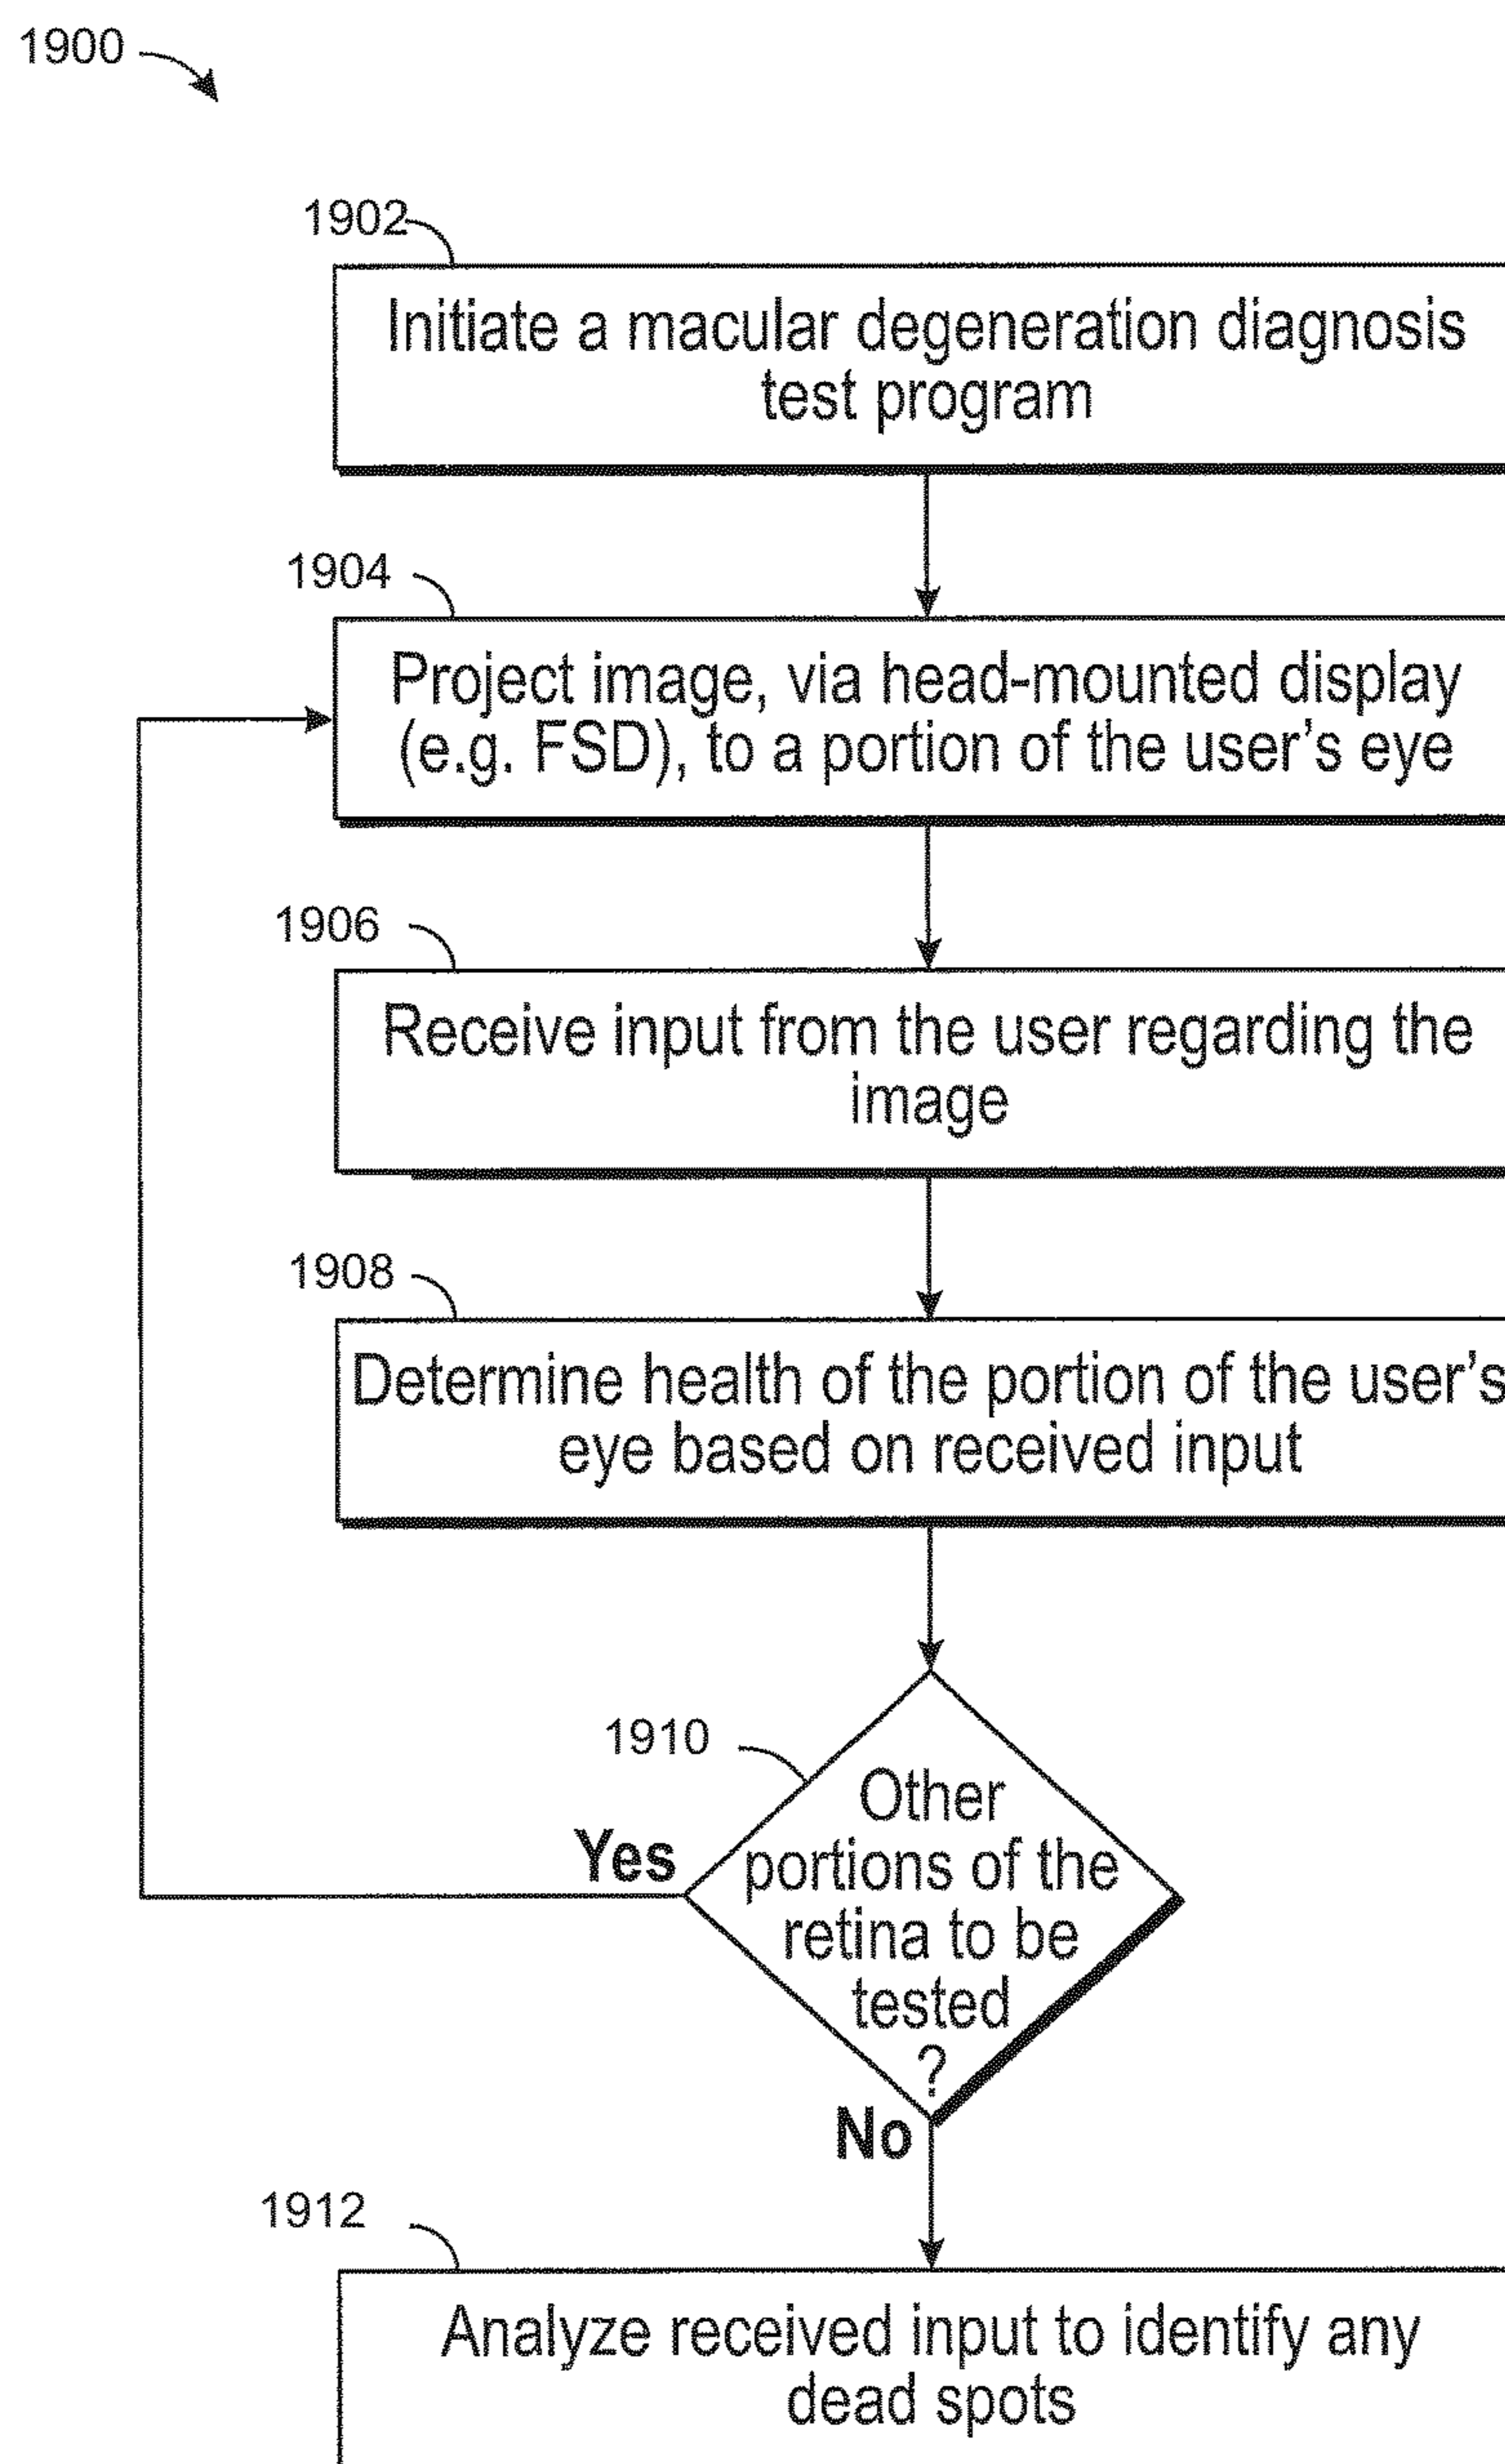 1900
1902
Initiate a macular degeneration diagnosis
test program
1904
Project image, via head-mounted display
(e.g. FSD), to a portion of the user's eye
1906
Receive input from the user regarding the
image
1908
Determine health of the portion of the user's
eye based on received input
1910
Other
portions of the
retina to be
tested
?
Yes
No
1912
Analyze received input to identify any
dead spots